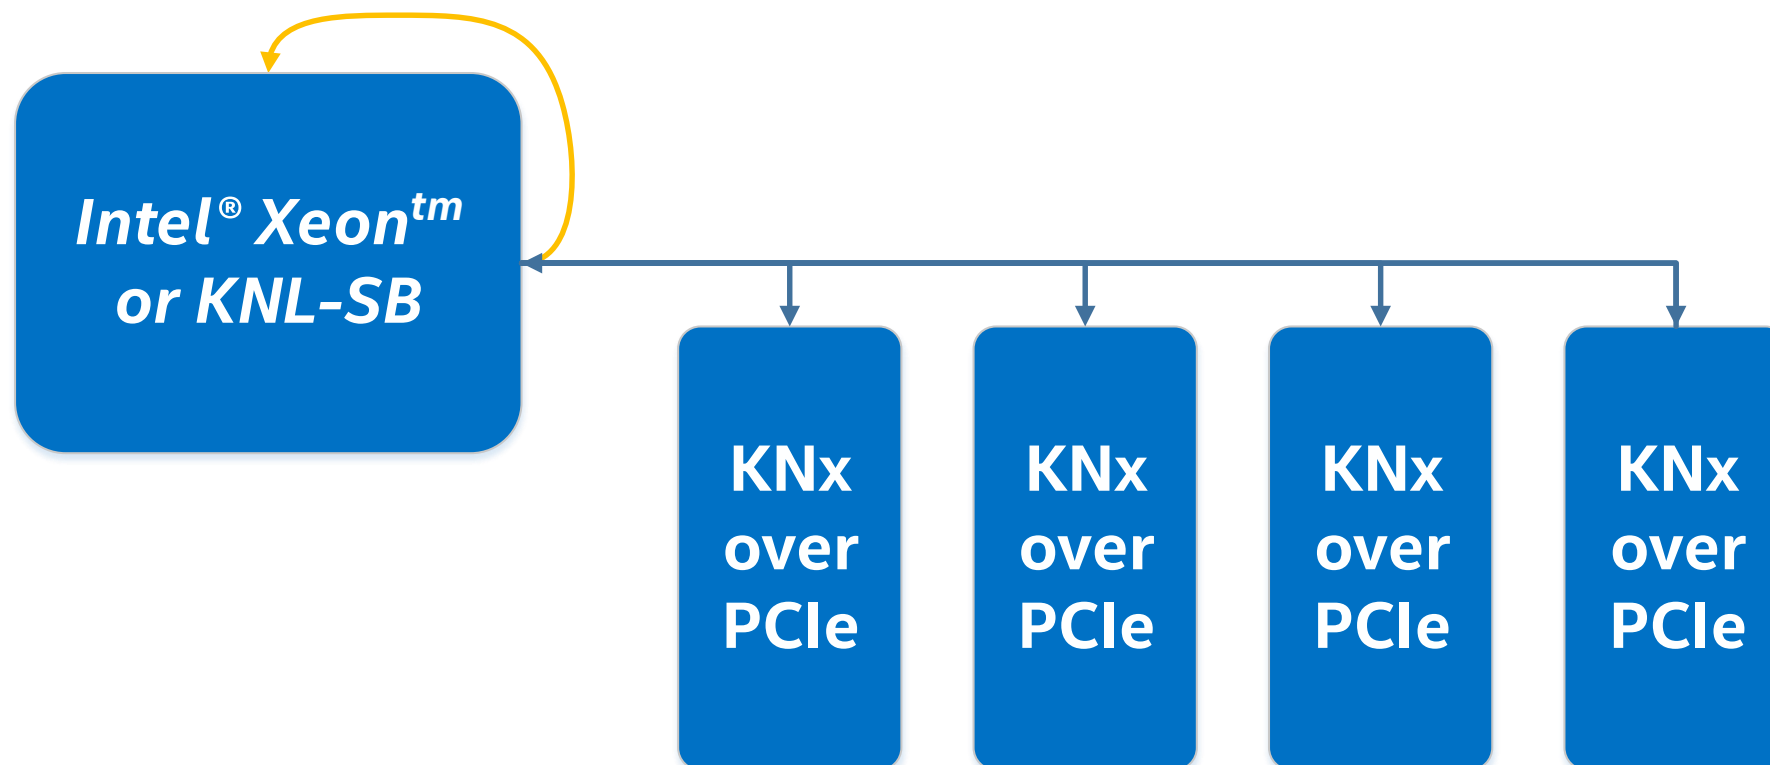 Intel® Xeon™
or KNL-SB
KNx
over
PCIe
KNx
over
PCIe
KNx
over
PCIe
KNx
over
PCIe